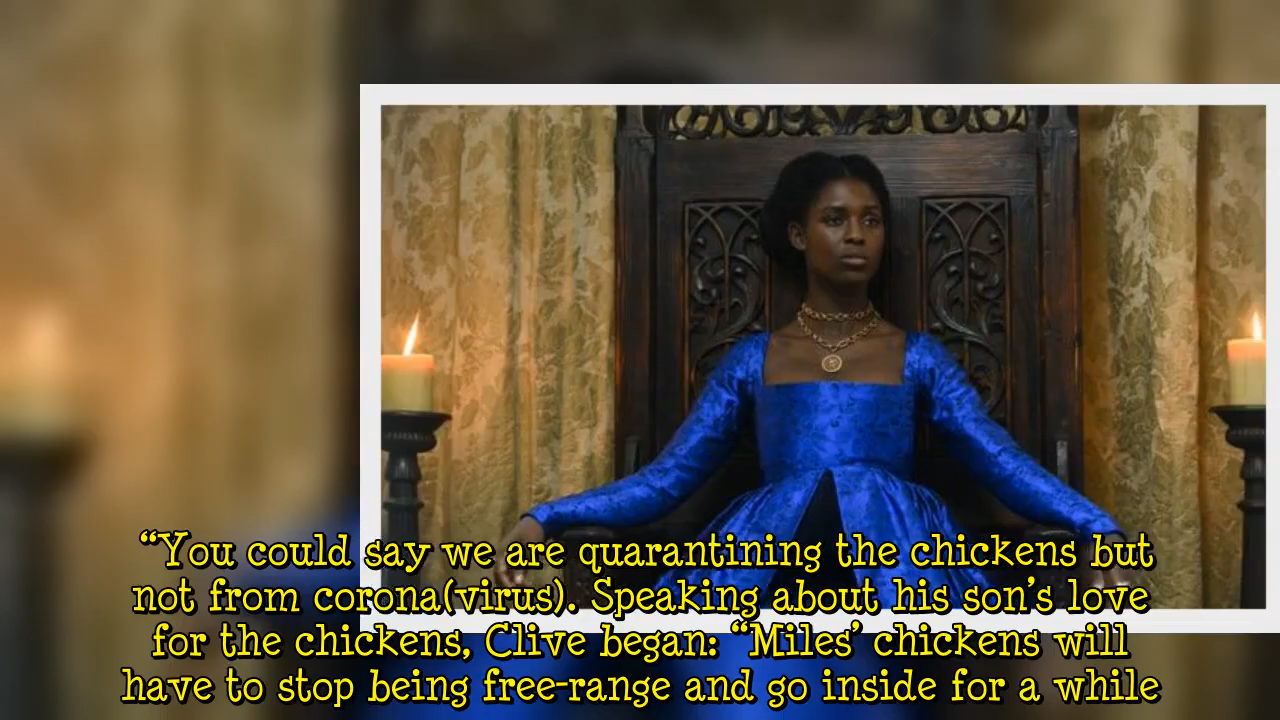 “You could say we are quarantining the chickens but
not from corona(virus). Speaking about his son’s love
for the chickens, Clive began: “Miles’ chickens will
have to stop being free-range and go inside for a while